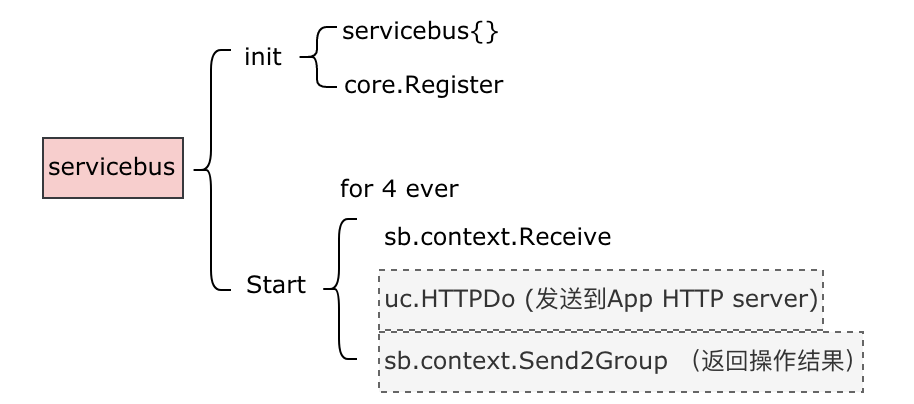 servicebus
init
servicebus{}
core.Register
Start
for 4 ever
sb.context.Receive
uc.HTTPDo (发送到App HTTP server)
sb.context.Send2Group （返回操作结果）